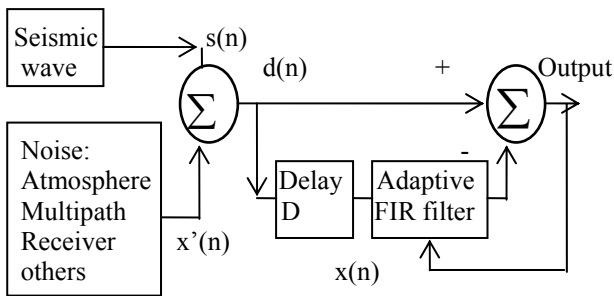 Seismic
wave
s(n)
d(n)
+
Output
Σ
Σ
Noise:
Atmosphere
Multipath
Receiver
others
x’(n)
Delay
D
Adaptive
FIR filter
-
x(n)